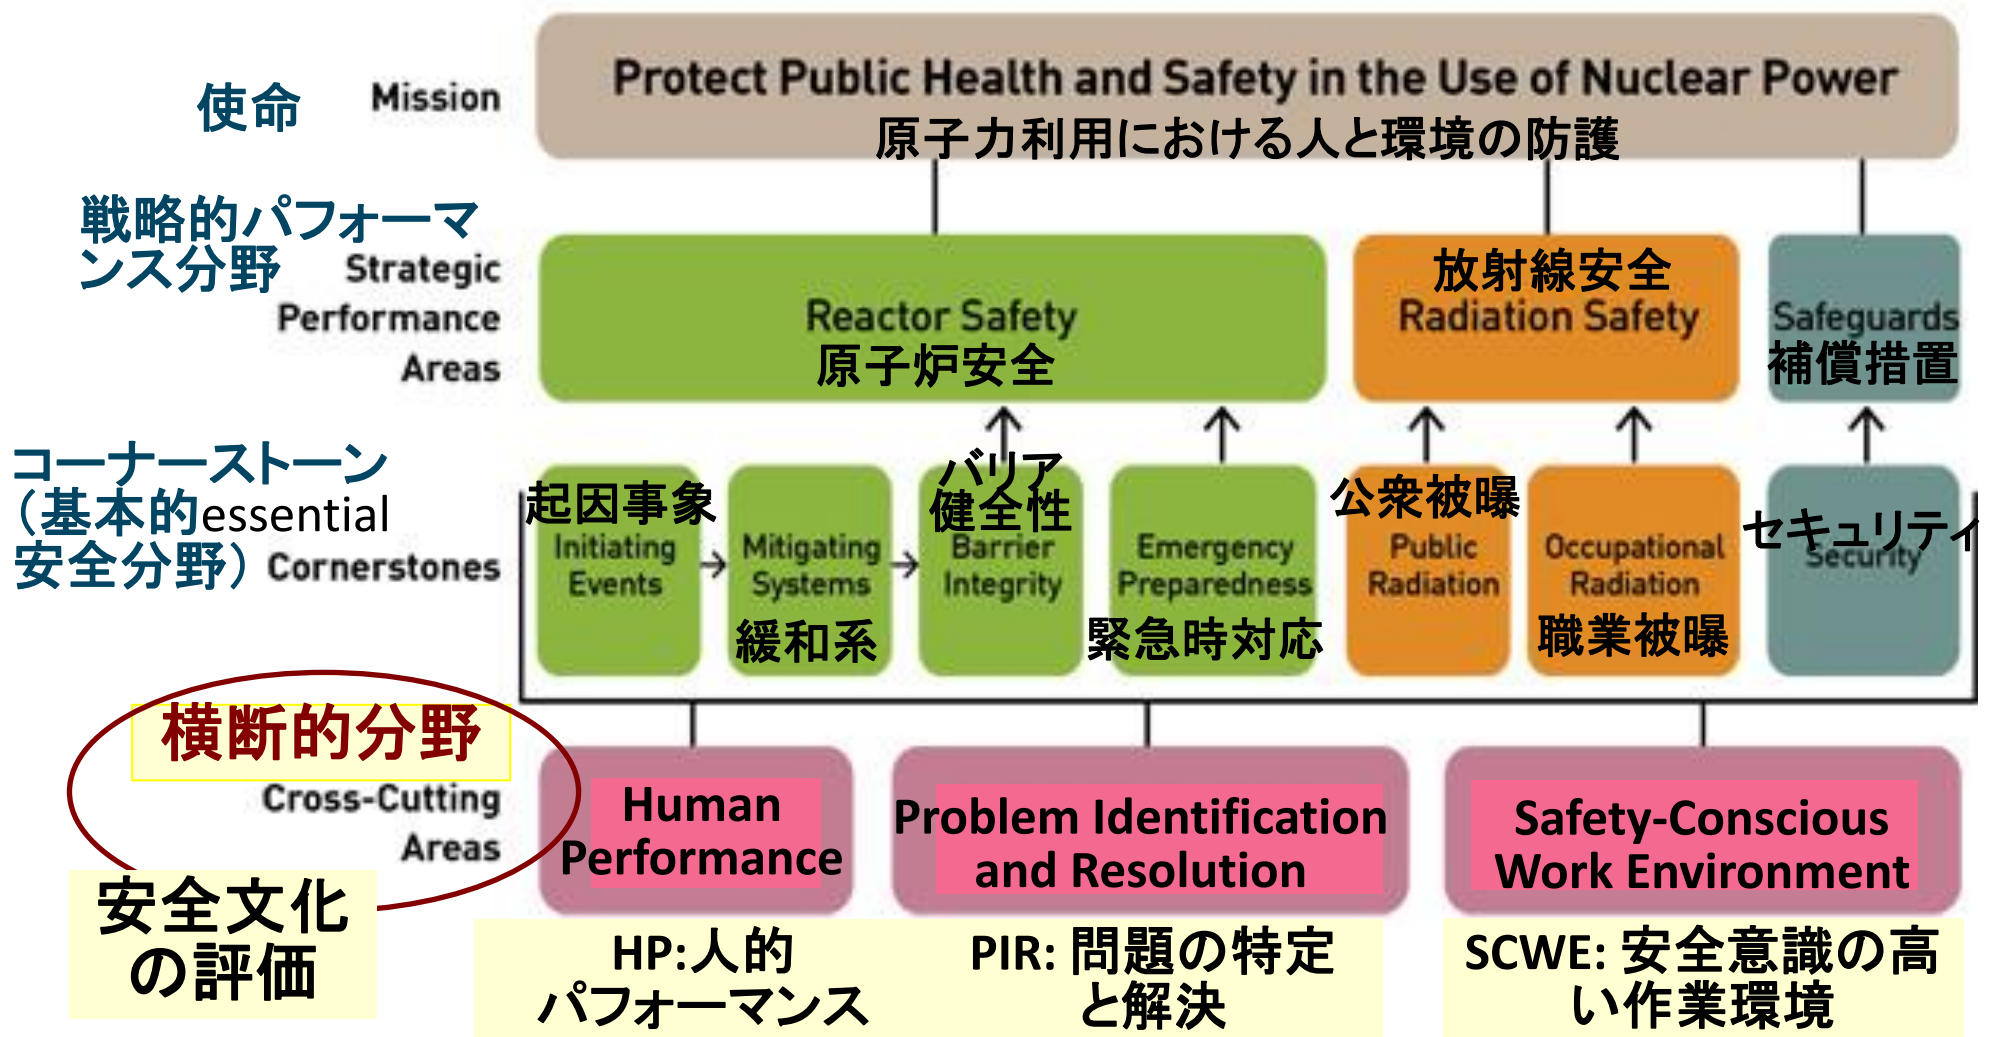 Protect Public Health and Safety in the Use of Nuclear Power
使命 Mission
原子力利用における人と環境の防護
戦略的パフォーマ
ンス分野
Strategic
Performance
Areas
Reactor Safety
原子炉安全
放射線安全
Radiation Safety
Safeguards
補償措置
コーナーストーン
（基本的essential
安全分野）
Cornerstones
起因事象
Initiating
Events
Mitigating
Systems
緩和系
バリア
健全性
Barrier
Integrity
Emergency
Preparedness
緊急時対応
公衆被曝
Public
Radiation
Occupational
Radiation
職業被曝
セキュリティ
Security
横断的分野
Cross-Cutting
Areas
安全文化
の評価
Human
Performance
Problem Identification
and Resolution
Safety-Conscious
Work Environment
HP:人的
パフォーマンス
PIR: 問題の特定
と解決
SCWE: 安全意識の高
い作業環境